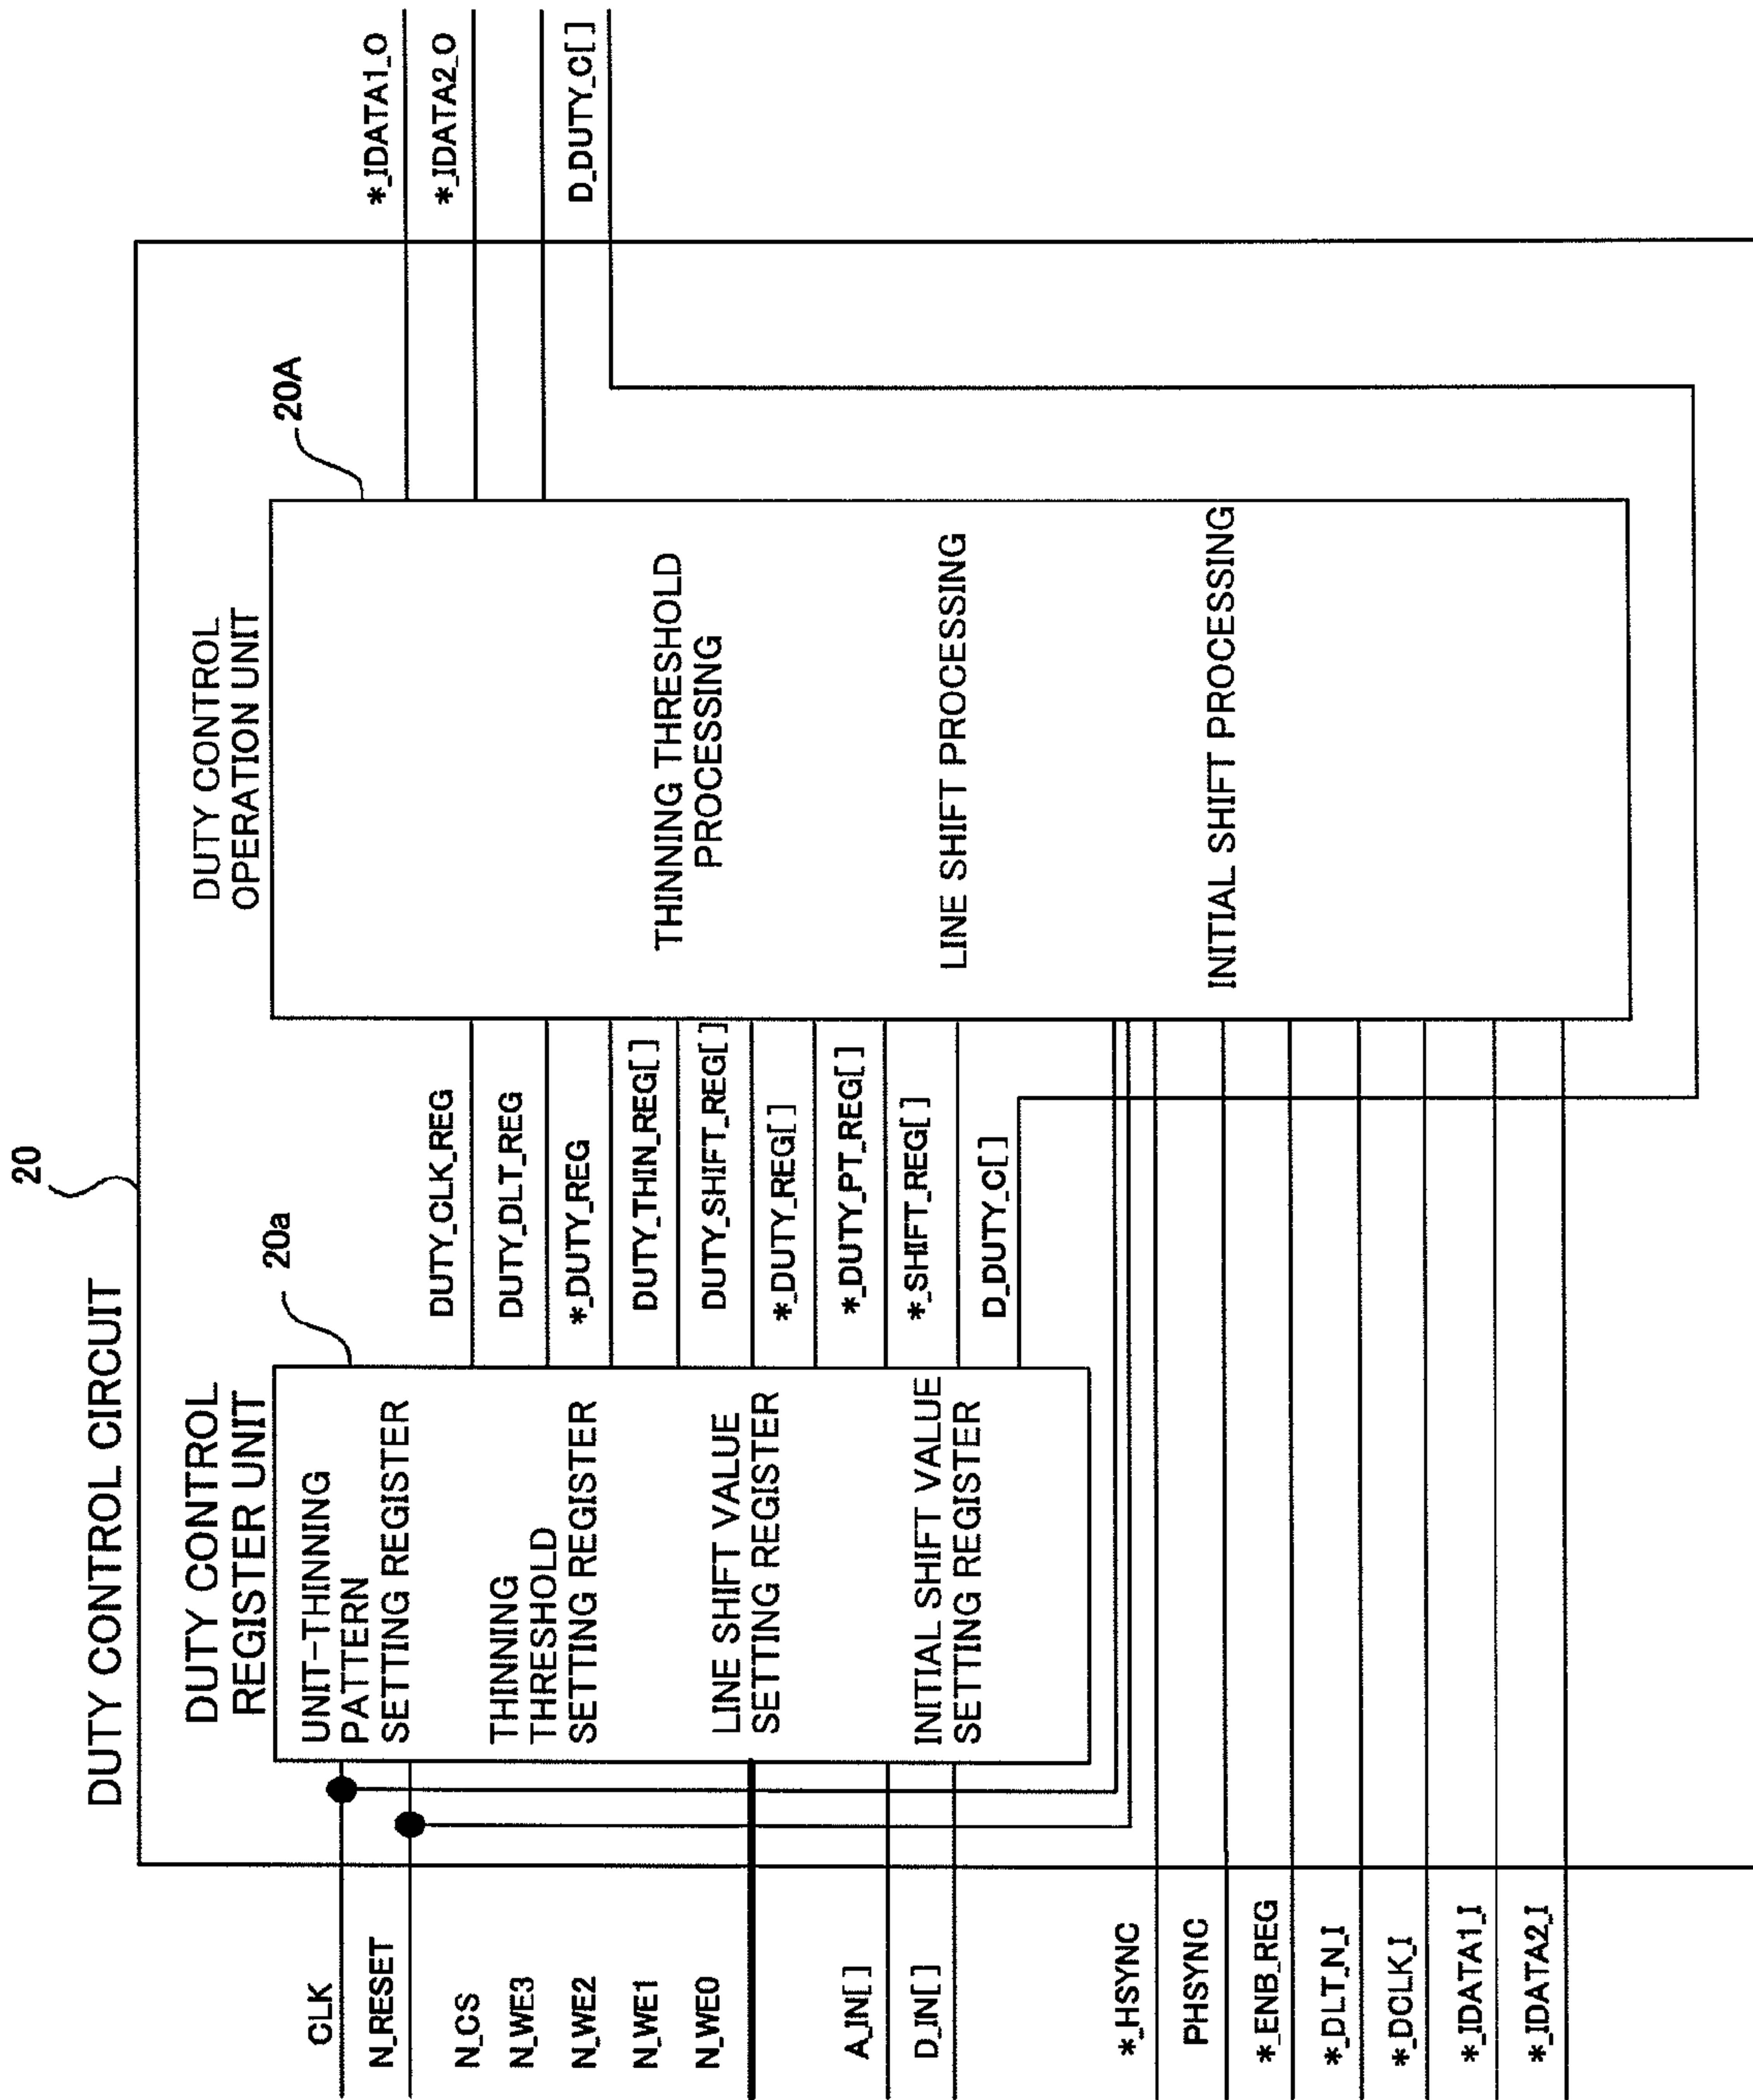 20
DUTY CONTROL CIRCUIT
DUTY CONTROL
REGISTER UNIT
20a
UNIT-THINNING
PATTERN
SETTING REGISTER
THINNING
THRESHOLD
SETTING REGISTER
LINE SHIFT VALUE
SETTING REGISTER
INITIAL SHIFT VALUE
SETTING REGISTER
CLK
N_RESET
N_CS
N_WE3
N_WE2
N_WE1
N_WE0
A_IN[ ]
D_IN[ ]
*_HSYNC
PHSYNC
*_ENB_REG
*_DLT_N_I
*_DCLK_I
*_IDATA1_I
*_IDATA2_I
DUTY_CLK_REG
DUTY_DLT_REG
*_DUTY_REG
DUTY_THIN_REG[ ]
DUTY_SHIFT_REG[ ]
*_DUTY_REG[ ]
*_DUTY_PT_REG[ ]
*_SHIFT_REG[ ]
D_DUTY_C[ ]
DUTY CONTROL
OPERATION UNIT
20A
THINNING THRESHOLD
PROCESSING
LINE SHIFT PROCESSING
INITIAL SHIFT PROCESSING
*_IDATA1_O
*_IDATA2_O
D_DUTY_C[ ]